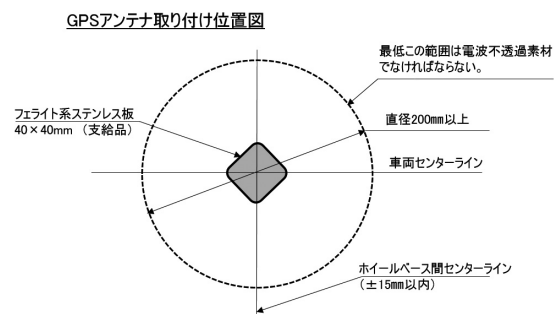 GPSアンテナ取り付け位置図
最低この範囲は電波不透過素材
でなければならない。
フェライト系ステンレス板
40×40mm （支給品）
直径200mm以上
車両センターライン
ホイールベース間センターライン
（±15mm以内）